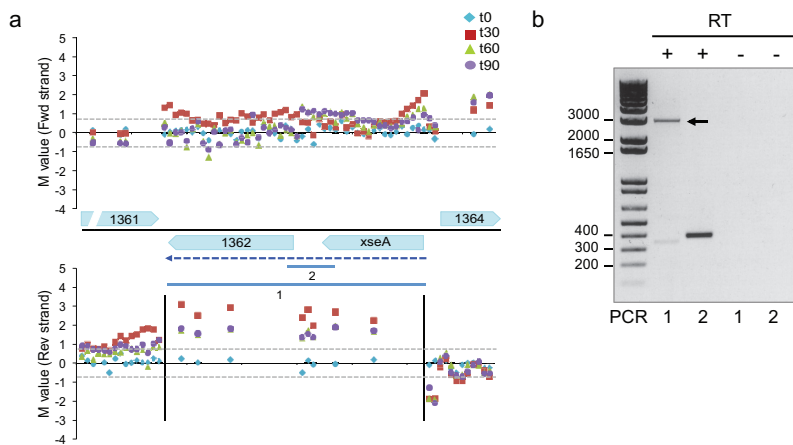 a
t0
t30
t60
t90
M value (Fwd strand)
5
4
3
2
1
0
-1
-2
-3
-4
1361
1364
1362
xseA
2
1
M value (Rev strand)
5
4
3
2
1
0
-1
-2
-3
-4
b
RT
+ + - -
3000
2000
1650
400
300
200
PCR 1 2 1 2